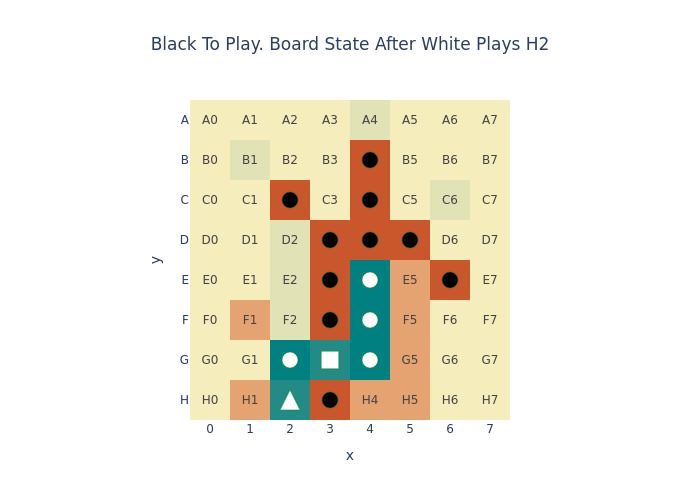 Black To Play. Board State After White Plays H2
A A0 A1 A2 A3 A4 A5 A6 A7
B B0 B1 B2 B3 B5 B6 B7
C C0 C1 C3 C5 C6 C7
D D0 D1 D2 D6 D7
E E0 E1 E2 E5 E7
F F0 F1 F2 F5 F6 F7
G G0 G1 G5 G6 G7
H H0 H1 H4 H5 H6 H7
0 1 2 3 4 5 6 7
x
y